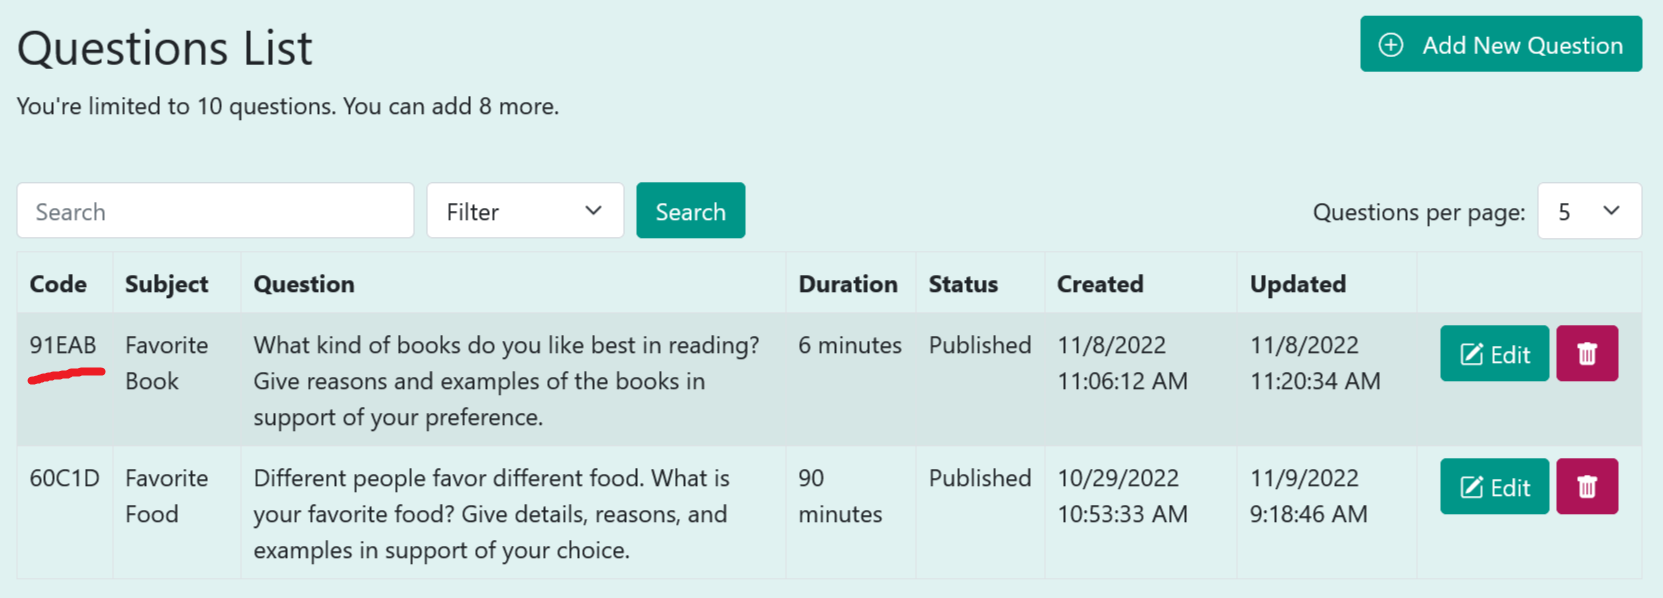 Questions List
Add New Question
You're limited to 10 questions. You can add 8 more.
Search
Filter
Search
Questions per page: 5
Code Subject Question Duration Status Created Updated
91EAB Favorite What kind of books do you like best in reading? 6 minutes Published 11/8/2022 11/8/2022 Edit
Book Give reasons and examples of the books in 11:06:12 AM 11:20:34 AM
support of your preference.
60C1D Favorite Different people favor different food. What is 90 Published 10/29/2022 11/9/2022 Edit
Food your favorite food? Give details, reasons, and minutes 10:53:33 AM 9:18:46 AM
examples in support of your choice.